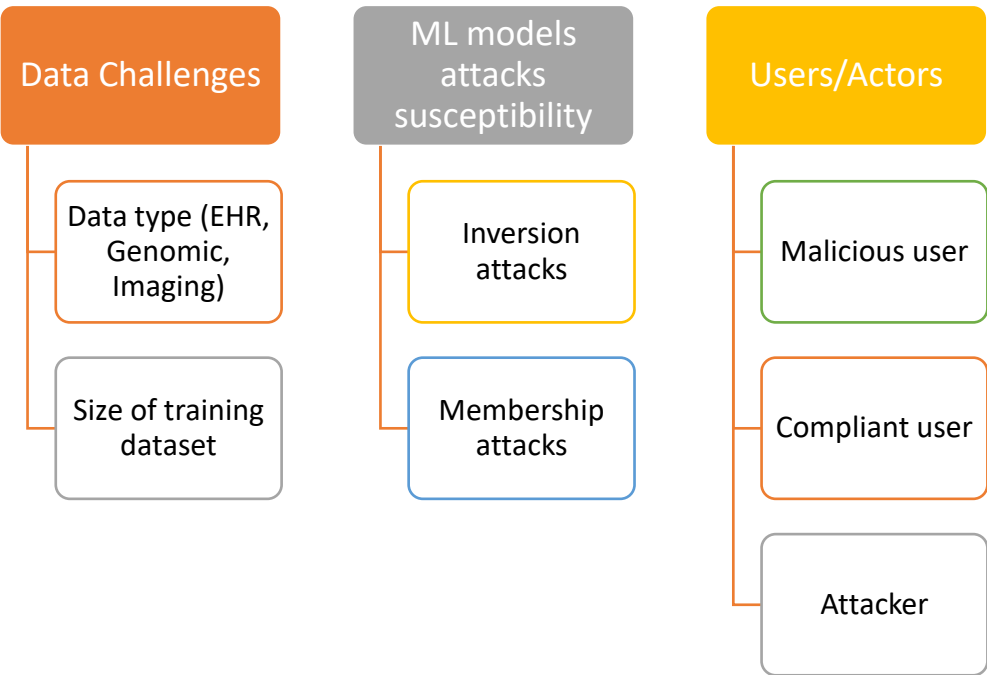 Data Challenges
Data type (EHR,
Genomic,
Imaging)
Size of training
dataset
ML models
attacks
susceptibility
Inversion
attacks
Membership
attacks
Users/Actors
Malicious user
Compliant user
Attacker